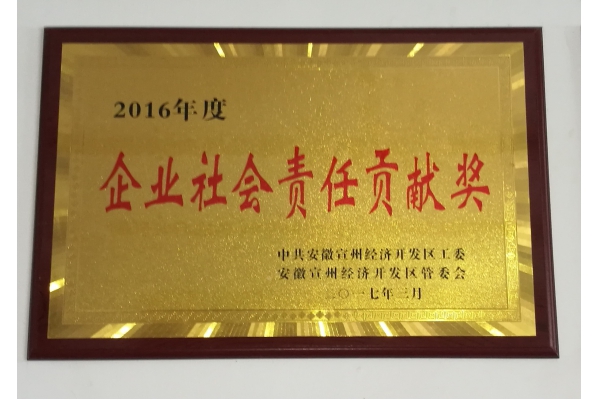 2016年度
企业社会责任贡献奖
中共安徽宣州经济开发区工委
安徽宣州经济开发区管委会
二〇一七年三月